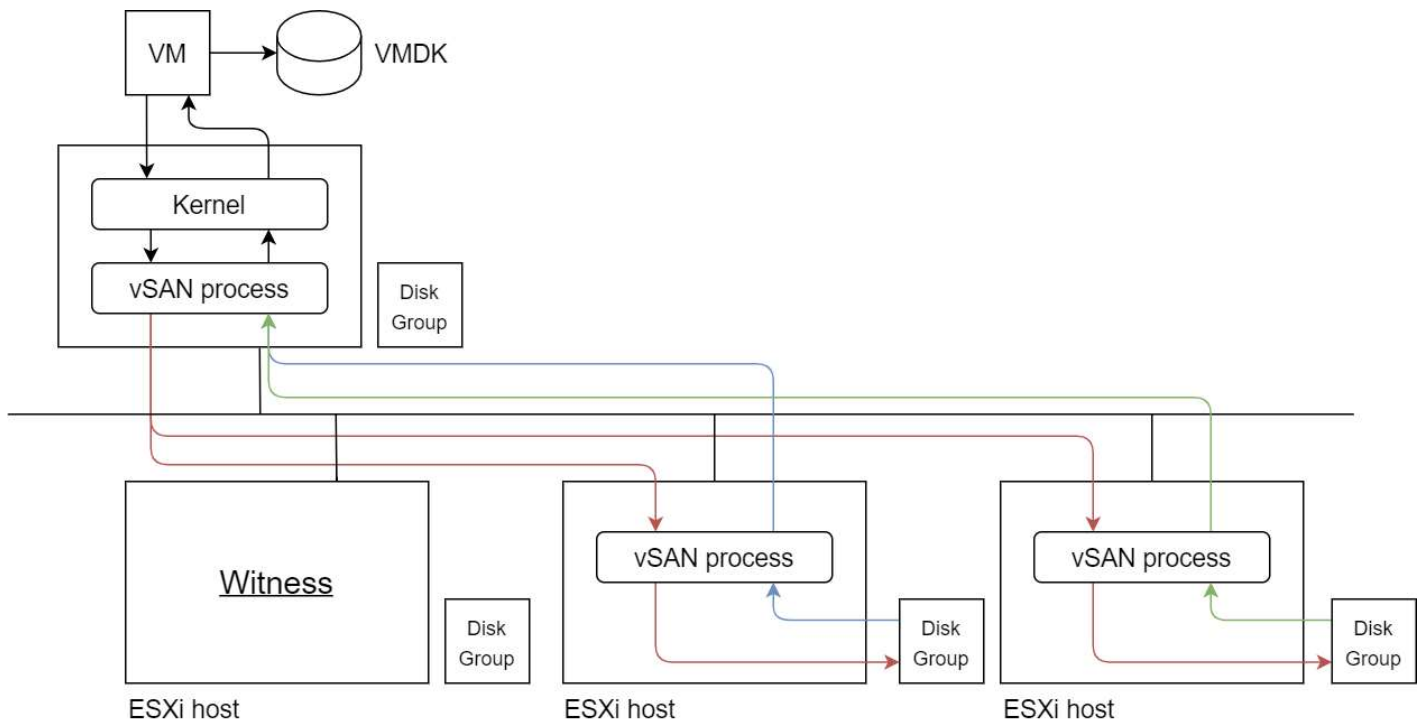 VM
VMDK
Kernel
vSAN process
Disk
Group
Witness
vSAN process
vSAN process
Disk
Group
Disk
Group
Disk
Group
ESXi host
ESXi host
ESXi host